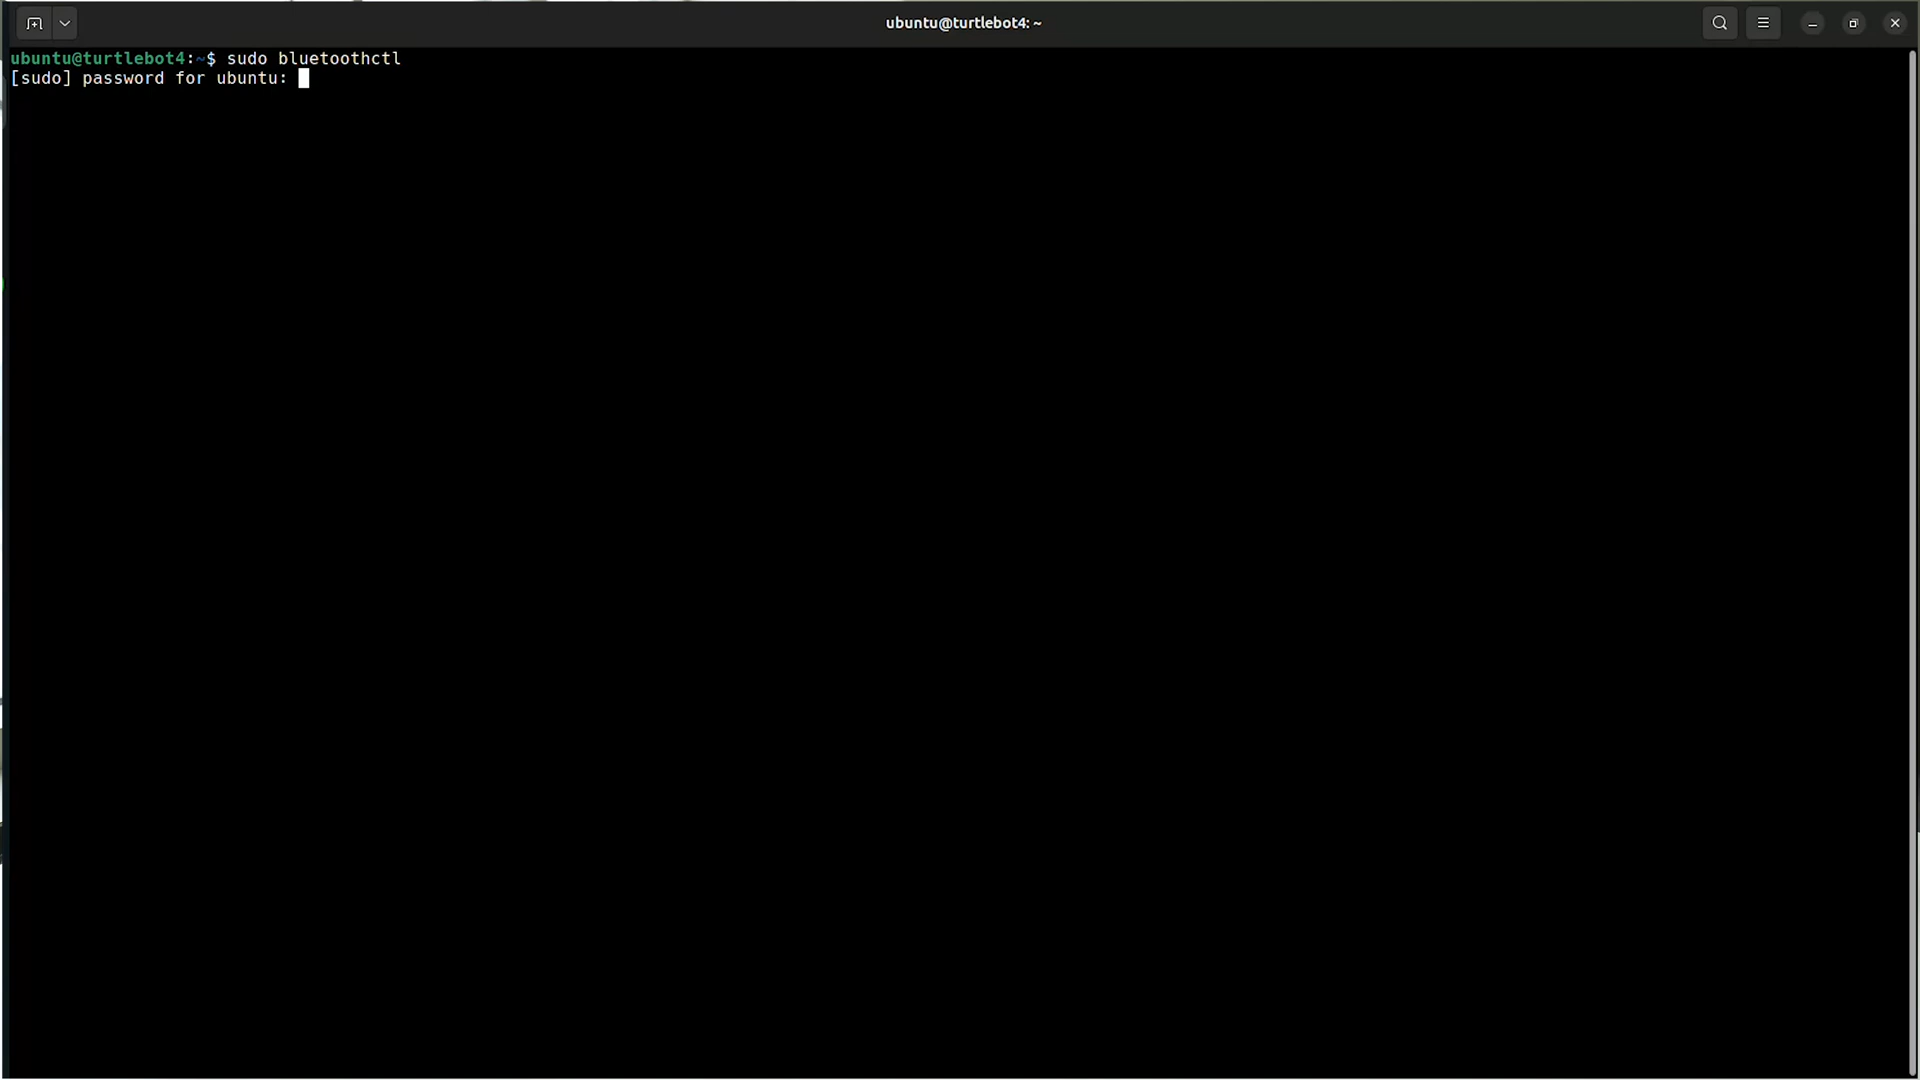 ubuntu@turtlebot4: ~
ubuntu@turtlebot4:~$ sudo bluetoothctl
[sudo] password for ubuntu: